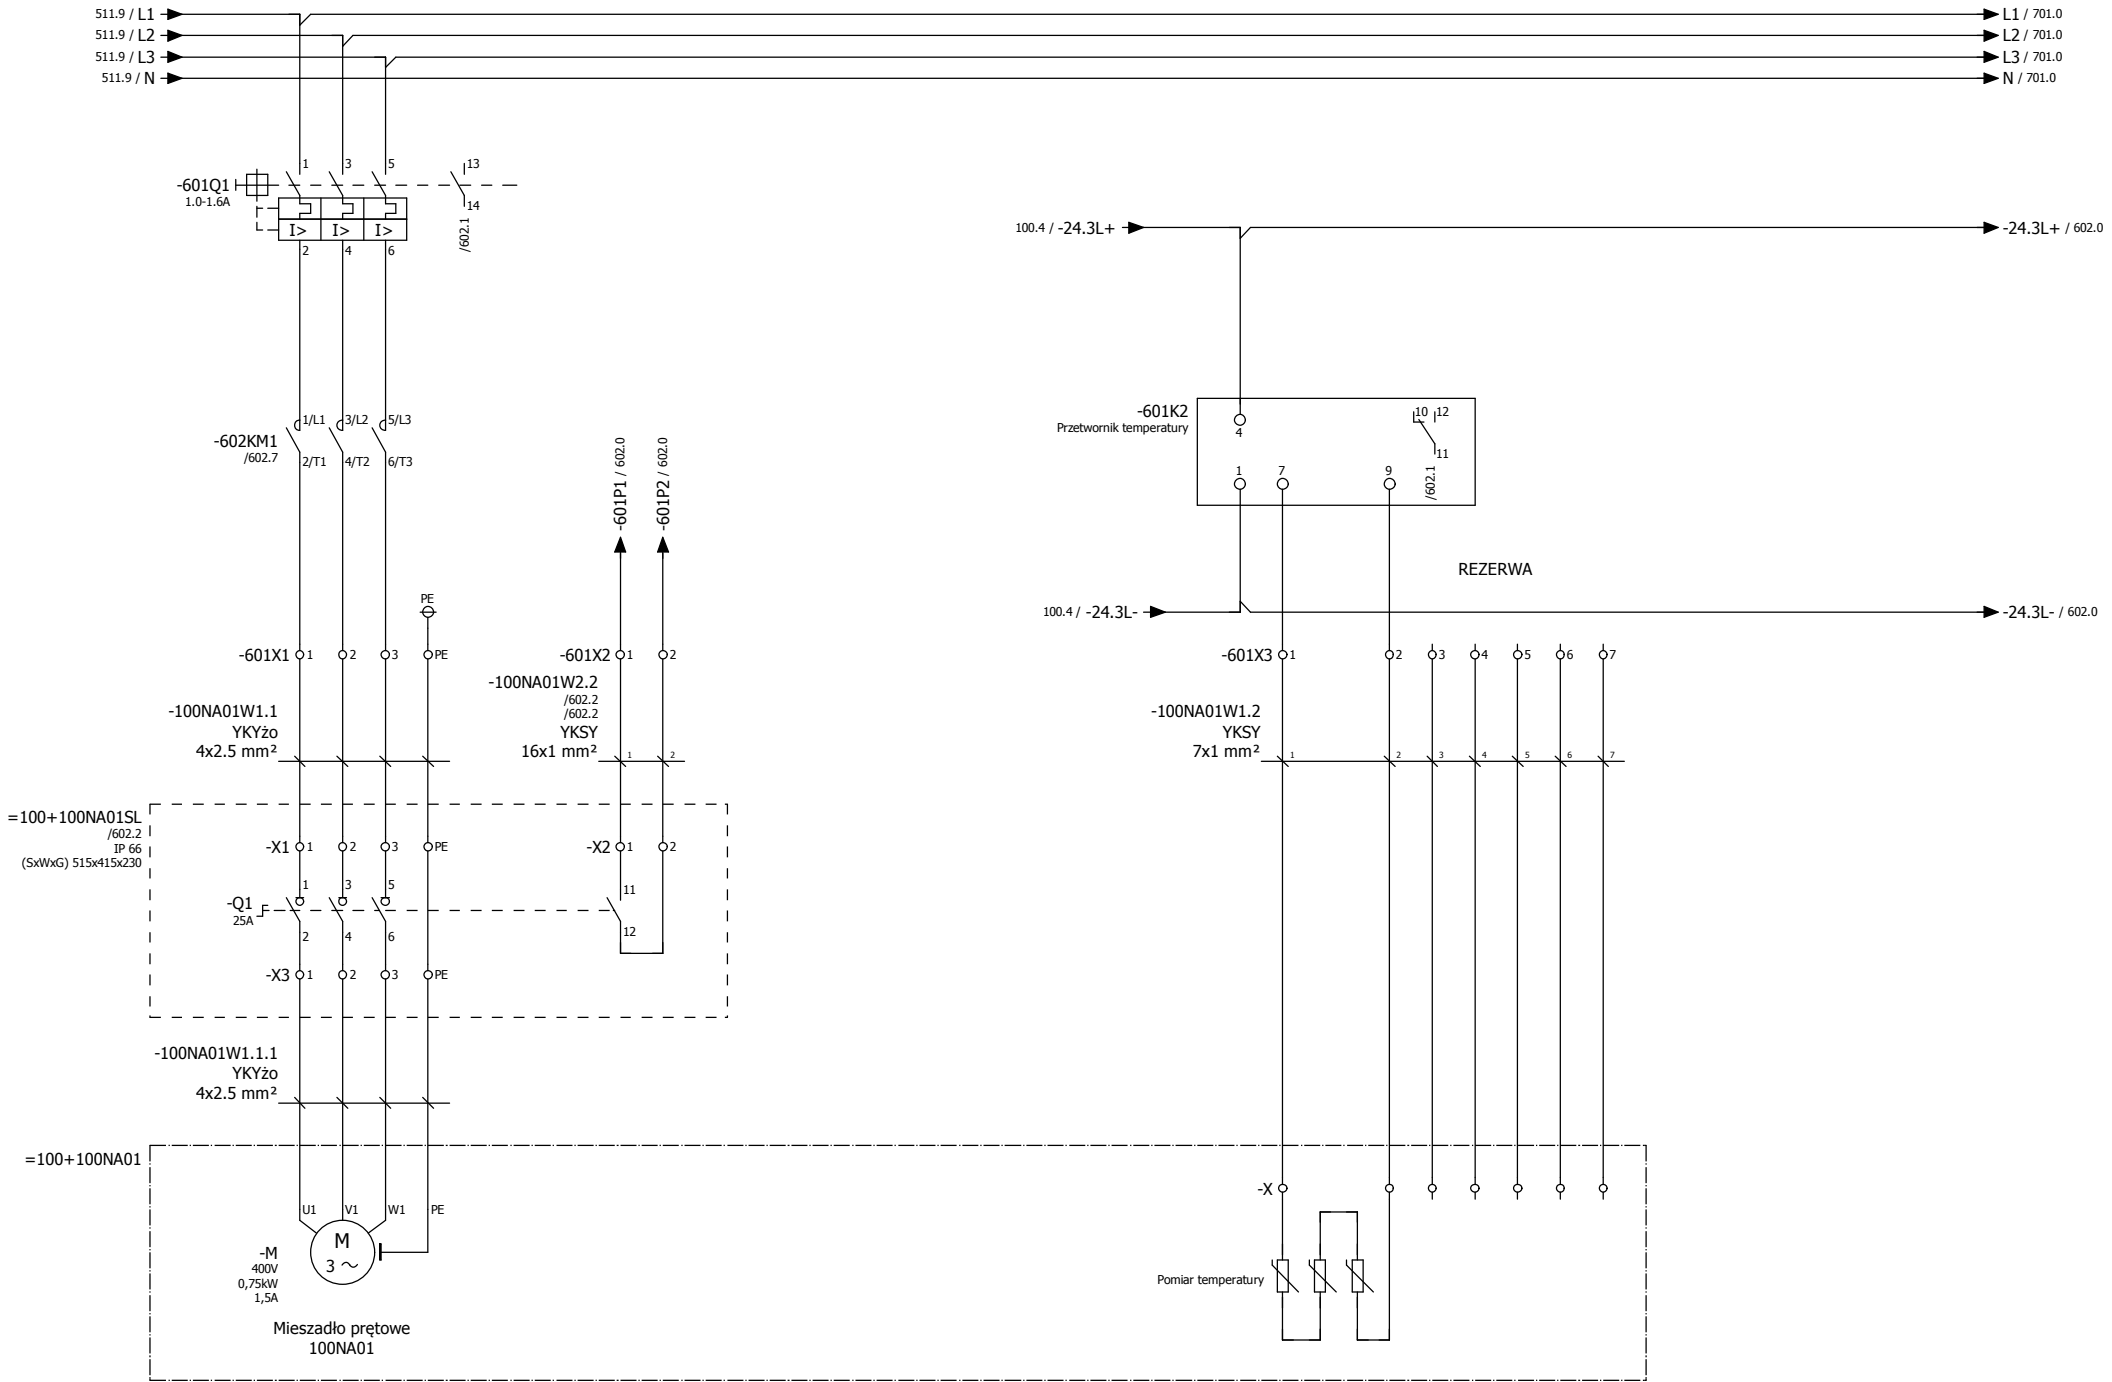 511.9 / L1
L1 / 701.0
511.9 / L2
L2 / 701.0
511.9 / L3
L3 / 701.0
511.9 / N
N / 701.0
-601Q1
1.0-1.6A
1
3
5
13
14
/602.1
I>
I>
I>
2
4
6
100.4 / -24.3L+
-24.3L+ / 602.0
-602KM1
/602.7
1/L1
3/L2
5/L3
2/T1
4/T2
6/T3
-601P1 / 602.0
-601P2 / 602.0
-601K2
Przetwornik temperatury
4
10
12
11
/602.1
1
7
9
REZERWA
100.4 / -24.3L-
-24.3L- / 602.0
PE
-601X1
1
2
3
PE
-601X2
1
2
-601X3
1
2
3
4
5
6
7
-100NA01W1.1
YKYżo
4x2.5 mm²
-100NA01W2.2
/602.2
/602.2
YKSY
16x1 mm²
1
2
-100NA01W1.2
YKSY
7x1 mm²
1
2
3
4
5
6
7
=100+100NA01SL
/602.2
IP 66
(SxWxG) 515x415x230
-X1
1
2
3
PE
-X2
1
2
-Q1
25A
1
3
5
2
4
6
11
12
-X3
1
2
3
PE
-100NA01W1.1.1
YKYżo
4x2.5 mm²
=100+100NA01
U1
V1
W1
PE
-M
400V
0,75kW
1,5A
M
3 ~
Mieszadło prętowe
100NA01
-X
Pomiar temperatury